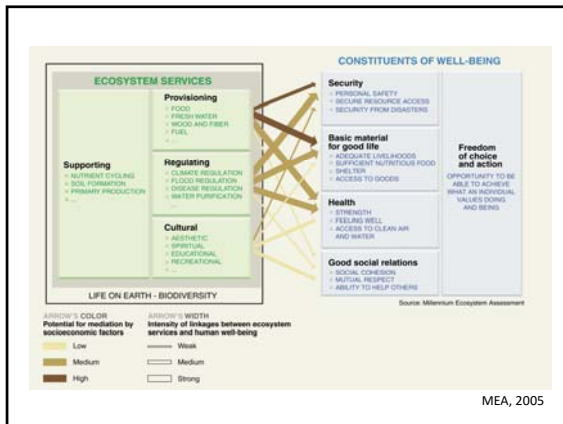 CONSTITUENTS OF WELL-BEING
ECOSYSTEM SERVICES
Supporting
NUTRIENT CYCLING
SOIL FORMATION
PRIMARY PRODUCTION
...
Provisioning
FOOD
FRESH WATER
WOOD AND FIBER
FUEL
...
Regulating
CLIMATE REGULATION
FLOOD REGULATION
DISEASE REGULATION
WATER PURIFICATION
...
Cultural
AESTHETIC
SPIRITUAL
EDUCATIONAL
RECREATIONAL
...
LIFE ON EARTH - BIODIVERSITY
Security
PERSONAL SAFETY
SECURE RESOURCE ACCESS
SECURITY FROM DISASTERS
Basic material
for good life
ADEQUATE LIVELIHOODS
SUFFICIENT NUTRITIOUS FOOD
SHELTER
ACCESS TO GOODS
Health
STRENGTH
FEELING WELL
ACCESS TO CLEAN AIR
AND WATER
Good social relations
SOCIAL COHESION
MUTUAL RESPECT
ABILITY TO HELP OTHERS
Freedom
of choice
and action
OPPORTUNITY TO BE
ABLE TO ACHIEVE
WHAT AN INDIVIDUAL
VALUES DOING
AND BEING
Source: Millennium Ecosystem Assessment
ARROW'S COLOR
Potential for mediation by
socioeconomic factors
Low
Medium
High
ARROW'S WIDTH
Intensity of linkages between ecosystem
services and human well-being
Weak
Medium
Strong
MEA, 2005